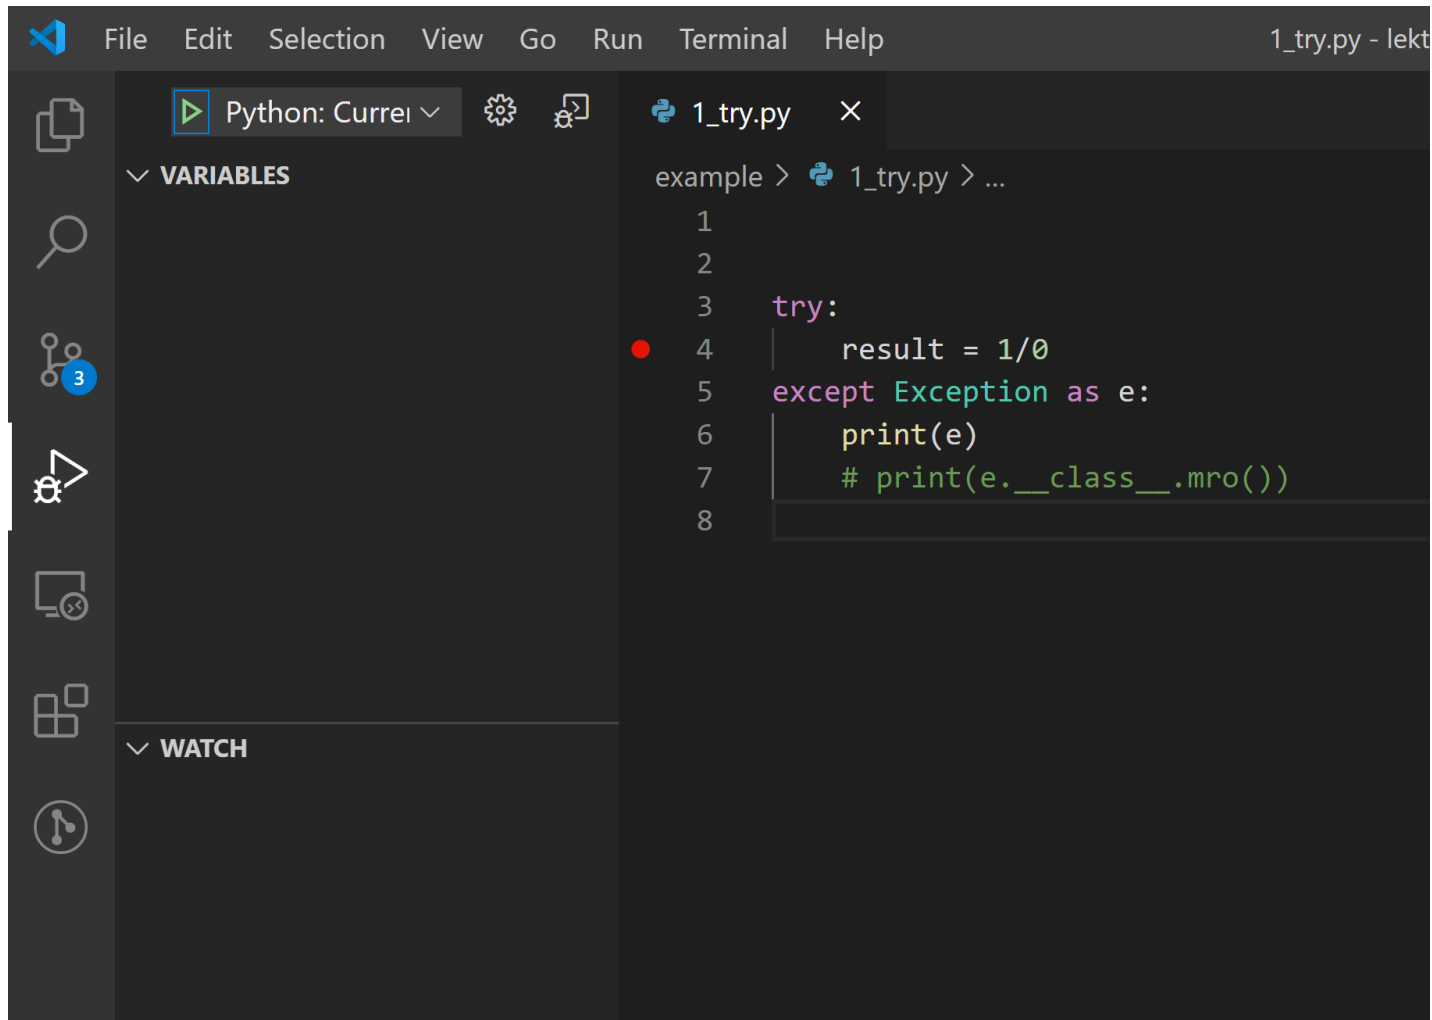 File Edit Selection View Go Run Terminal Help 1_try.py - lekt
Python: Currer
1_try.py
VARIABLES
example > 1_try.py > ...
1
2
3 try:
4 result = 1/0
5 except Exception as e:
6 print(e)
7 # print(e.__class__.mro())
8
3
WATCH